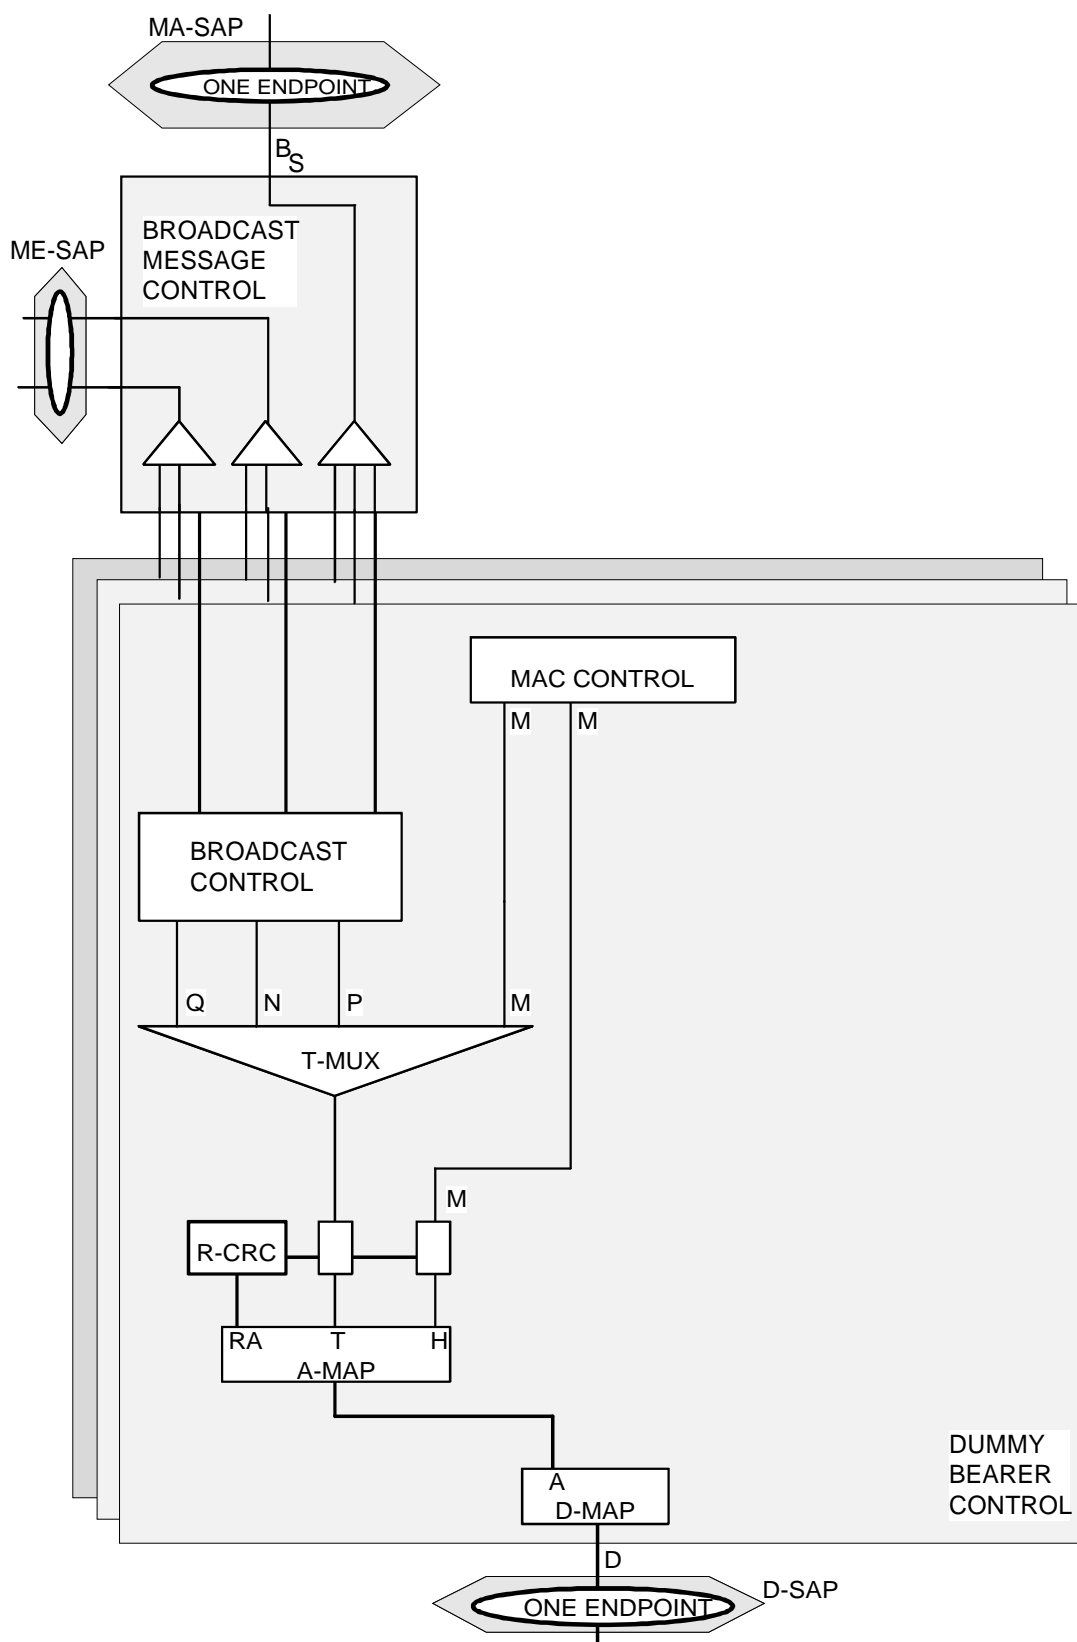 MA-SAP
ONE ENDPOINT
BS
BROADCAST
MESSAGE
CONTROL
ME-SAP
MAC CONTROL
M M
BROADCAST
CONTROL
Q N P M
T-MUX
M
R-CRC
RA T H
A-MAP
DUMMY
BEARER
CONTROL
A
D-MAP
D
D-SAP
ONE ENDPOINT